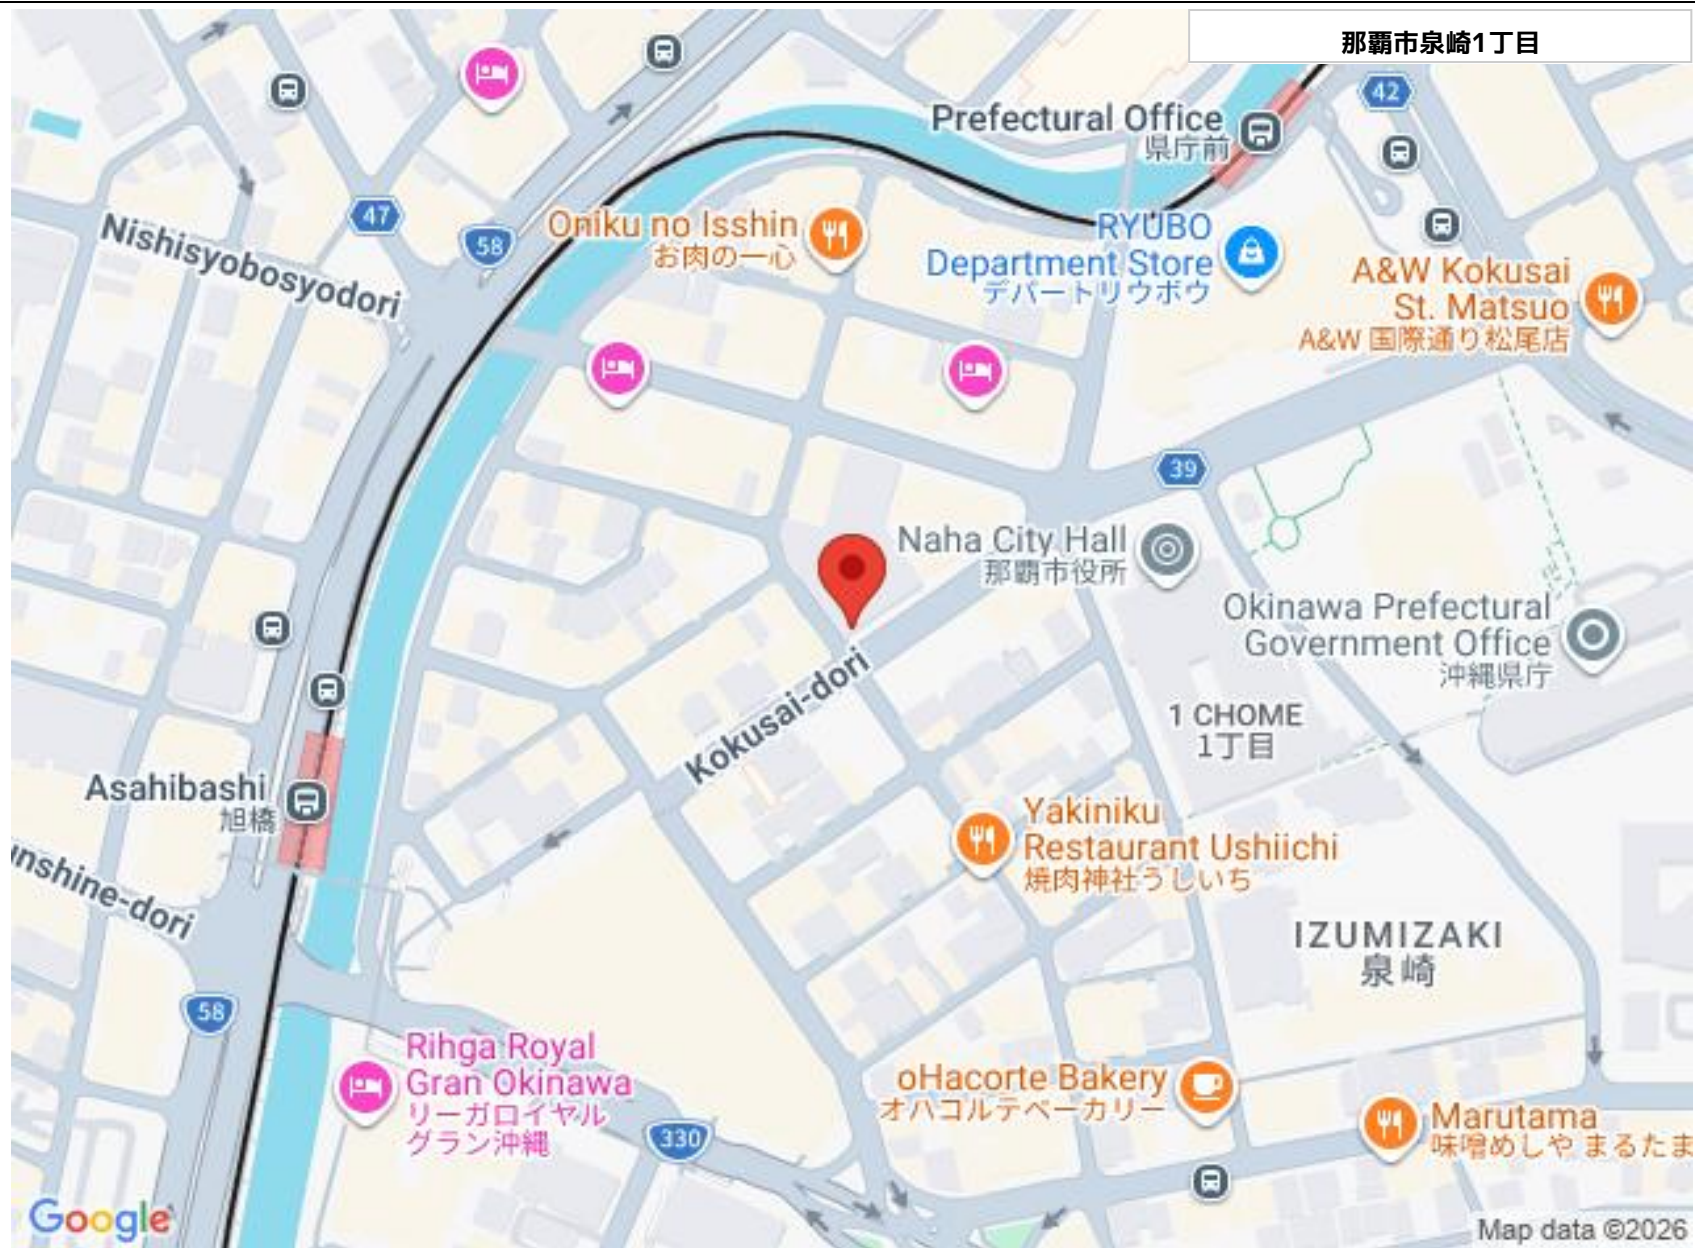 那覇市泉崎1丁目
42
Prefectural Office
県庁前
47
Nishisyobosyodori
58
Oniku no Isshin
お肉の一心
RYUBO
Department Store
デパートリウボウ
A&W Kokusai
St. Matsuo
A&W 国際通り松尾店
39
Naha City Hall
那覇市役所
Okinawa Prefectural
Government Office
沖縄県庁
Kokusai-dori
1 CHOME
1丁目
Asahibashi
旭橋
unshine-dori
Yakiniku
Restaurant Ushiichi
焼肉神社うしいち
IZUMIZAKI
泉崎
58
Rihga Royal
Gran Okinawa
リーガロイヤル
グラン沖縄
oHacorte Bakery
オハコルテベーカリー
Marutama
味噌めしや まるたま
330
Google
Map data ©2026